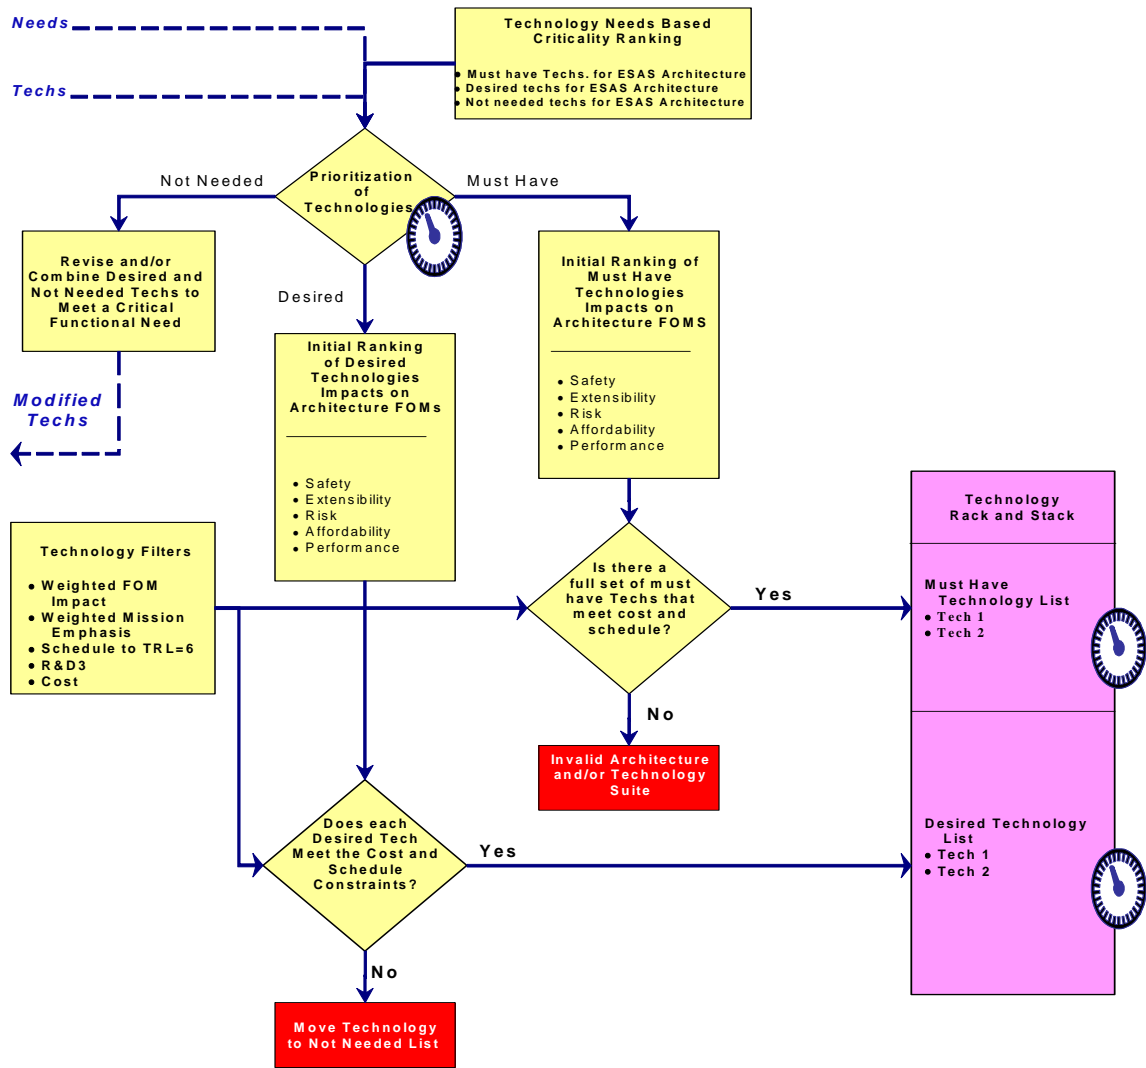 Needs
Techs
Technology Needs Based
Criticality Ranking
● Must have Techs. for ESAS Architecture
● Desired techs for ESAS Architecture
● Not needed techs for ESAS Architecture
Not Needed
Prioritization
of
Technologies
Must Have
Desired
Revise and/or
Combine Desired and
Not Needed Techs to
Meet a Critical
Functional Need
Modified
Techs
Initial Ranking
of Desired
Technologies
Impacts on
Architecture FOMs
● Safety
● Extensibility
● Risk
● Affordability
● Performance
Initial Ranking of
Must Have
Technologies
Impacts on
Architecture FOMS
● Safety
● Extensibility
● Risk
● Affordability
● Performance
Technology Filters
● Weighted FOM
Impact
● Weighted Mission
Emphasis
● Schedule to TRL=6
● R&D3
● Cost
Is there a
full set of must
have Techs that
meet cost and
schedule?
Yes
No
Invalid Architecture
and/or Technology
Suite
Technology
Rack and Stack
Must Have
Technology List
● Tech 1
● Tech 2
Desired Technology
List
● Tech 1
● Tech 2
Does each
Desired Tech
Meet the Cost and
Schedule
Constraints?
Yes
No
Move Technology
to Not Needed List